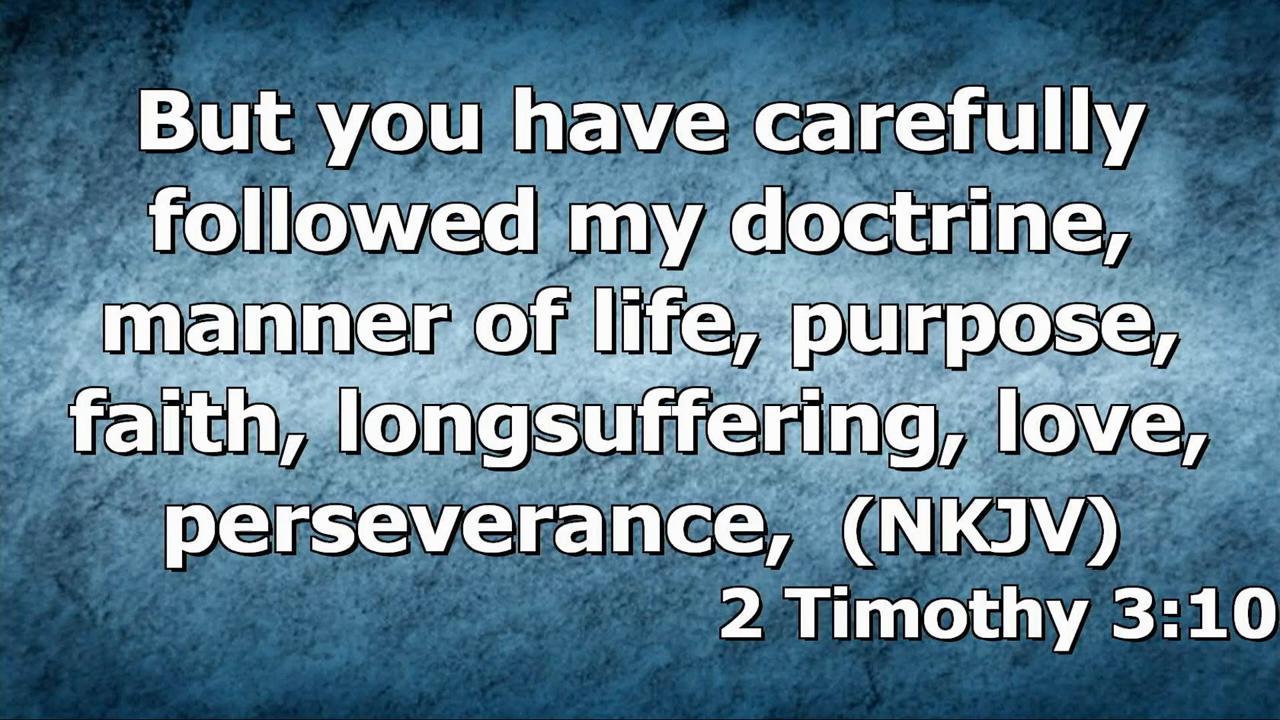 But you have carefully
followed my doctrine,
manner of life, purpose,
faith, longsuffering, love,
perseverance, (NKJV)
2 Timothy 3:10